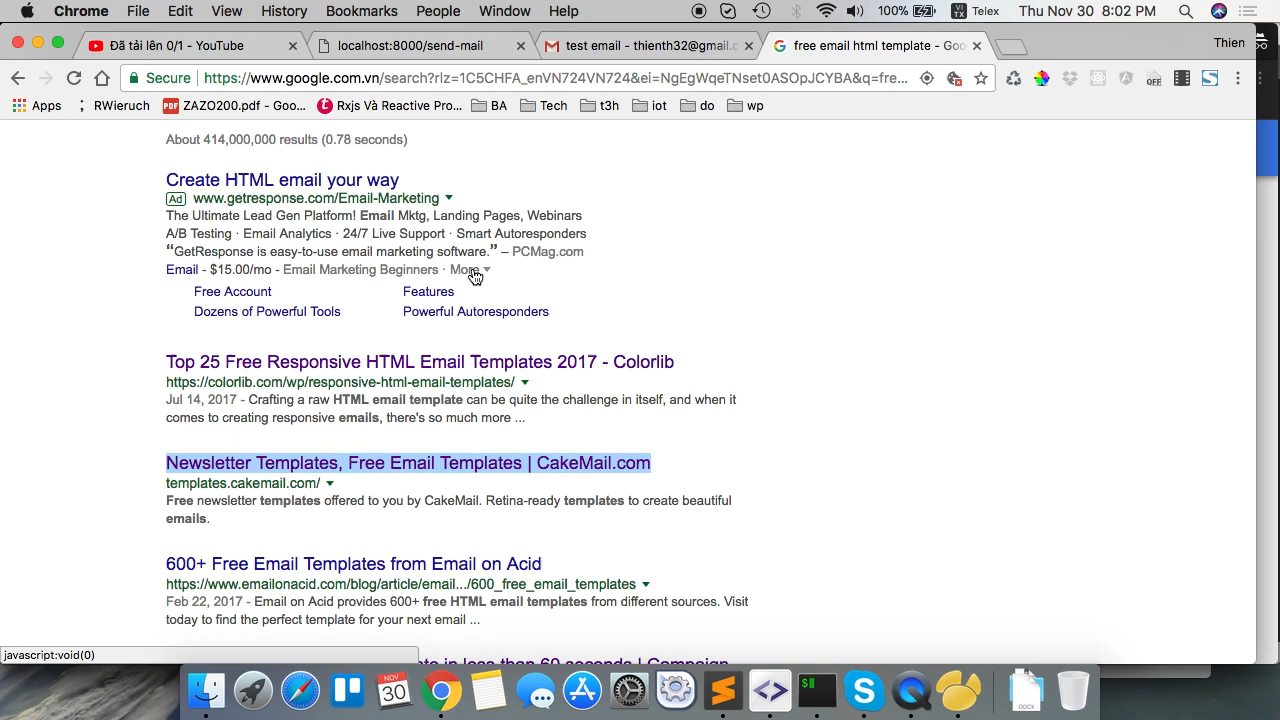 Chrome File Edit View History Bookmarks People Window Help 100% VI TX Telex Thu Nov 30 8:02 PM
Đã tải lên 0/1 - YouTube localhost:8000/send-mail test email - thienth32@gmail.c free email html template - Goo Thien
Secure https://www.google.com.vn/search?rlz=1C5CHFA_enVN724VN724&ei=NgEgWqeTNset0ASOpJCYBA&q=fre... OFF
Apps RWieruch PDF ZAZO200.pdf - Goo... Rxjs Và Reactive Pro... BA Tech t3h iot do wp
About 414,000,000 results (0.78 seconds)
Create HTML email your way
Ad www.getresponse.com/Email-Marketing
The Ultimate Lead Gen Platform! Email Mktg, Landing Pages, Webinars
A/B Testing · Email Analytics · 24/7 Live Support · Smart Autoresponders
“GetResponse is easy-to-use email marketing software.” – PCMag.com
Email - $15.00/mo - Email Marketing Beginners · More
Free Account Features
Dozens of Powerful Tools Powerful Autoresponders
Top 25 Free Responsive HTML Email Templates 2017 - Colorlib
https://colorlib.com/wp/responsive-html-email-templates/
Jul 14, 2017 - Crafting a raw HTML email template can be quite the challenge in itself, and when it
comes to creating responsive emails, there's so much more ...
Newsletter Templates, Free Email Templates | CakeMail.com
templates.cakemail.com/
Free newsletter templates offered to you by CakeMail. Retina-ready templates to create beautiful
emails.
600+ Free Email Templates from Email on Acid
https://www.emailonacid.com/blog/article/email.../600_free_email_templates
Feb 22, 2017 - Email on Acid provides 600+ free HTML email templates from different sources. Visit
today to find the perfect template for your next email ...
in less than 60 seconds | Campaign
javascript:void(0)
NOV
30
DOCX